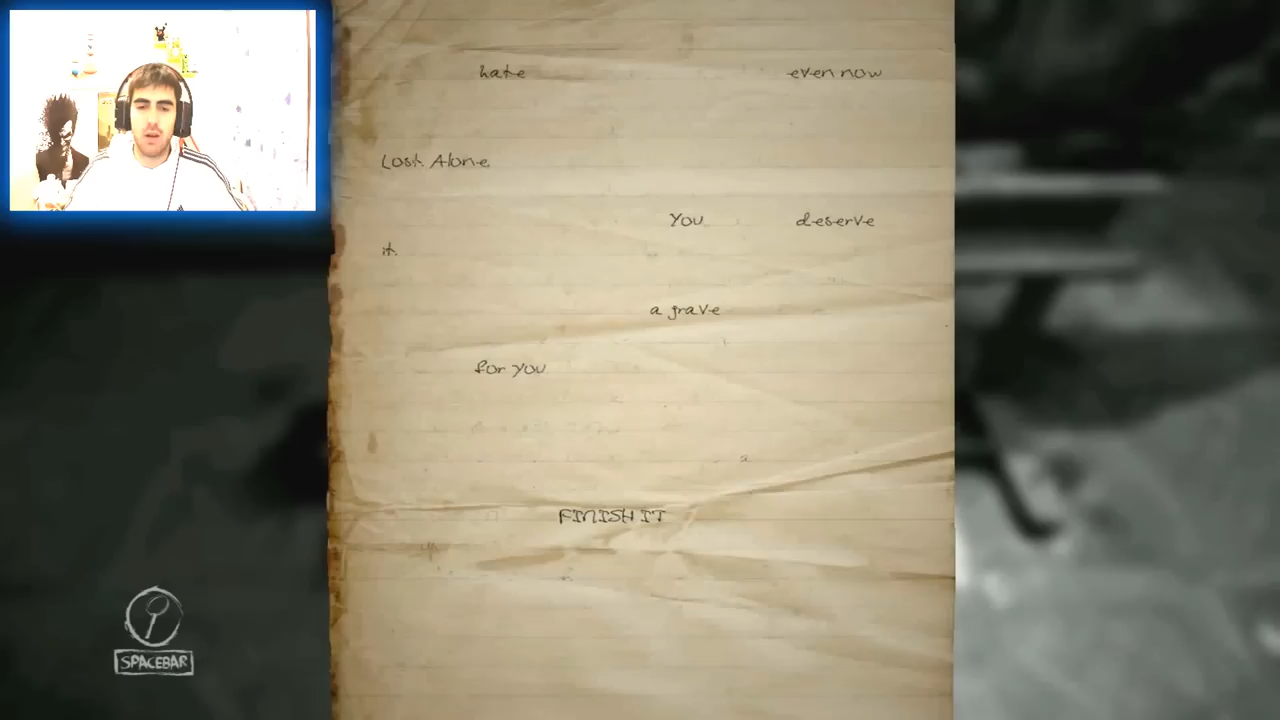 hate even now
Lost. Alone
You deserve
it.
a grave
for you
a
FINISH IT
SPACEBAR